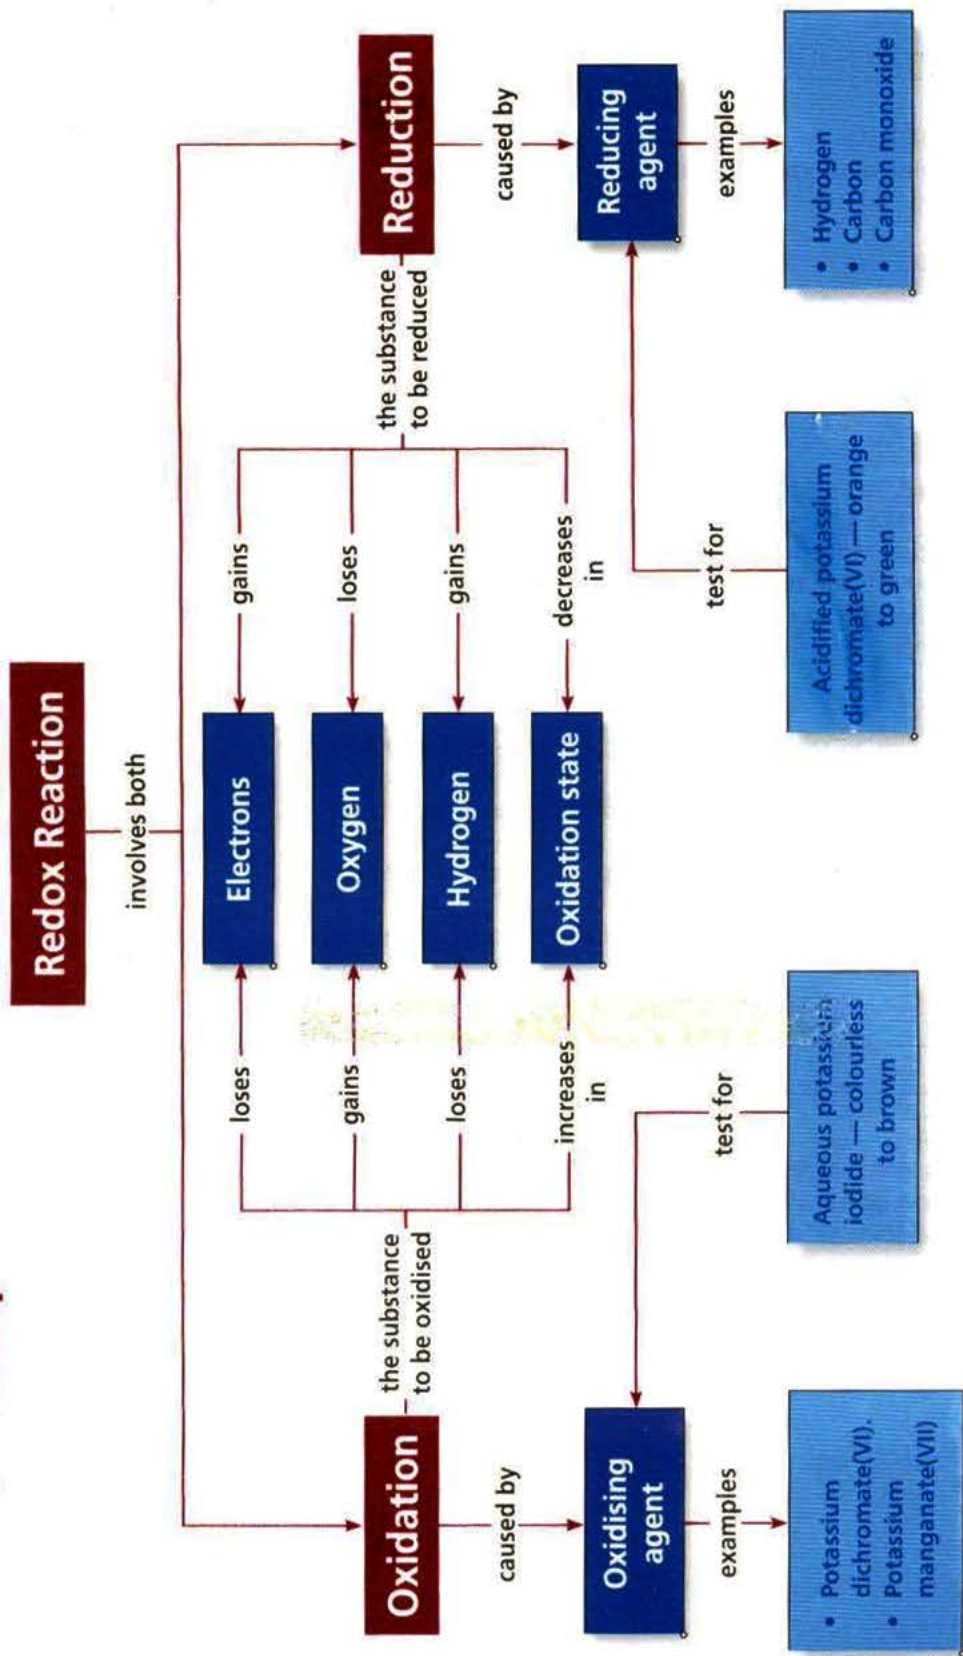 Redox Reaction
involves both
Oxidation
the substance
to be oxidised
loses
gains
loses
increases
in
Electrons
Oxygen
Hydrogen
Oxidation state
gains
loses
gains
decreases
in
the substance
to be reduced
Reduction
caused by
Oxidising
agent
test for
Aqueous potassium
iodide — colourless
to brown
examples
• Potassium
dichromate(VI).
• Potassium
manganate(VII)
caused by
Reducing
agent
test for
Acidified potassium
dichromate(VI) — orange
to green
examples
• Hydrogen
• Carbon
• Carbon monoxide